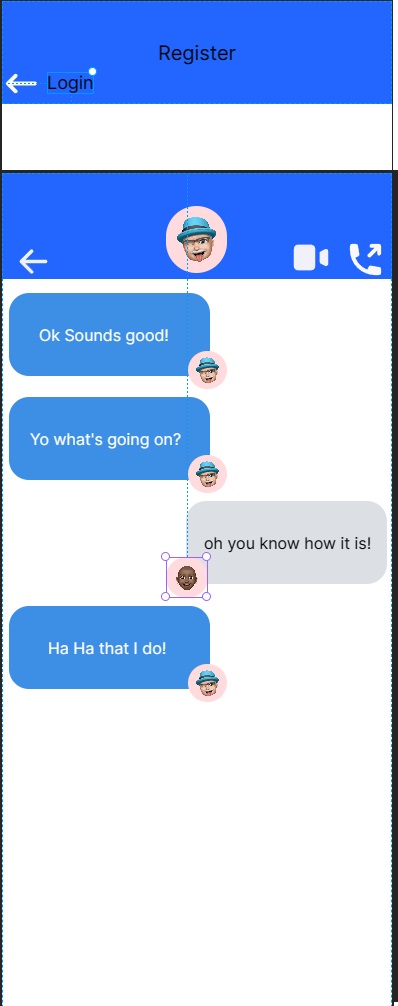 Register
Login
Ok Sounds good!
Yo what's going on?
oh you know how it is!
Ha Ha that I do!